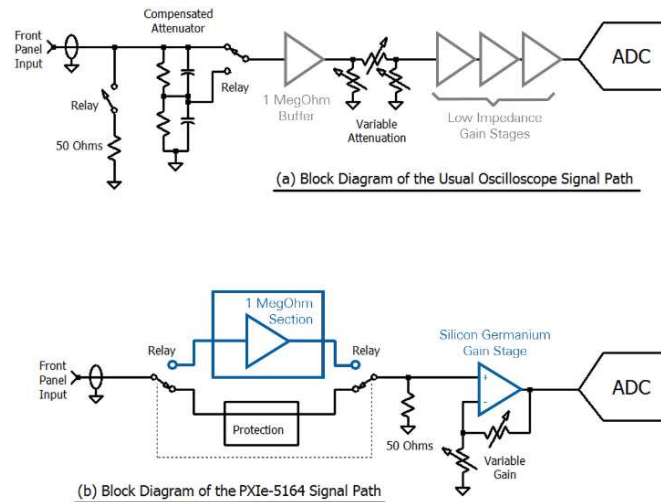 Compensated
Attenuator
Front
Panel
Input
Relay
50 Ohms
Relay
1 MegOhm
Buffer
Variable
Attenuation
Low Impedance
Gain Stages
ADC
(a) Block Diagram of the Usual Oscilloscope Signal Path
1 MegOhm
Section
Relay
Relay
Silicon Germanium
Gain Stage
Front
Panel
Input
Protection
50 Ohms
+
-
Variable
Gain
ADC
(b) Block Diagram of the PXIe-5164 Signal Path